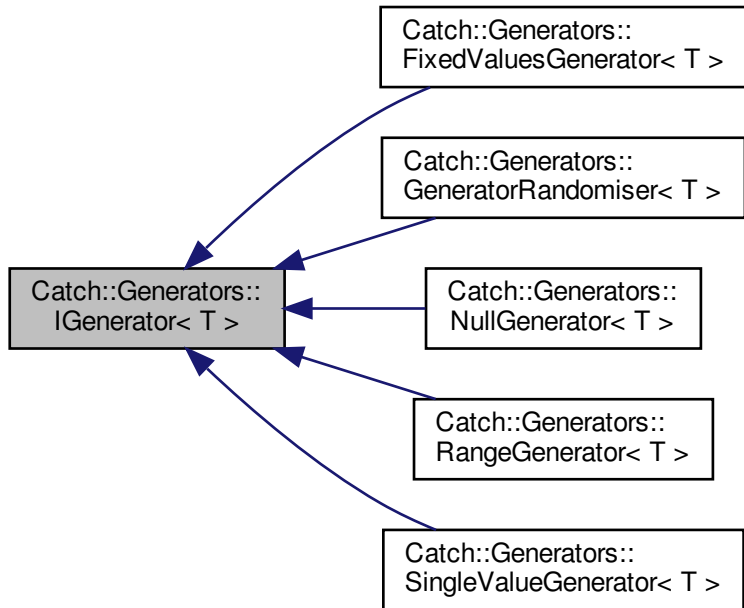 Catch::Generators::
FixedValuesGenerator< T >
Catch::Generators::
GeneratorRandomiser< T >
Catch::Generators::
IGenerator< T >
Catch::Generators::
NullGenerator< T >
Catch::Generators::
RangeGenerator< T >
Catch::Generators::
SingleValueGenerator< T >